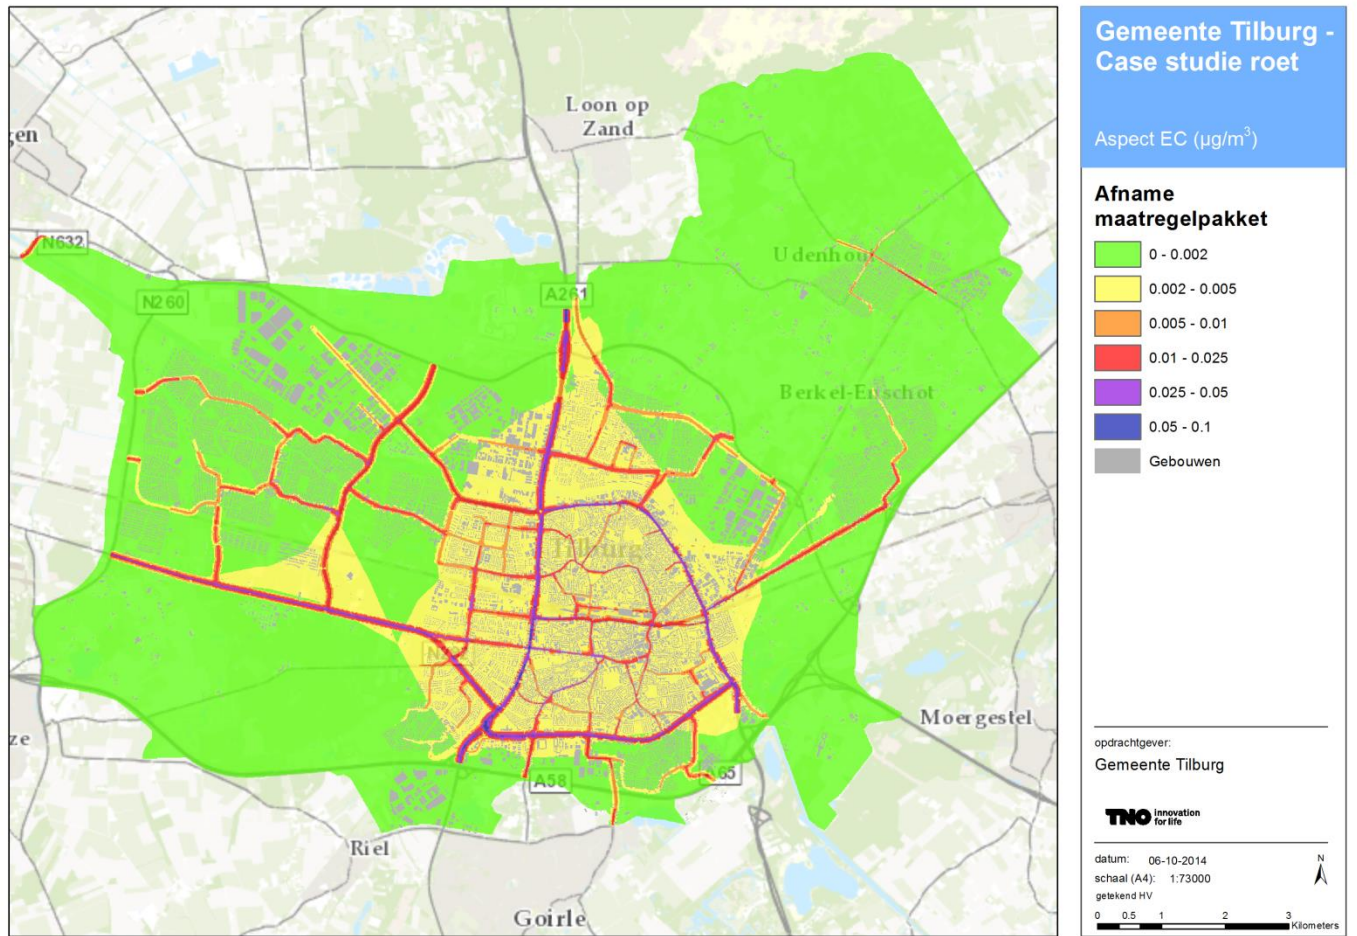 Loon op
Zand
gen
N632
N260
A261
Udenhout
Berkel-Enschot
Tilburg
Moergestel
ze
A58
A65
Riel
Goirle
Gemeente Tilburg -
Case studie roet
Aspect EC (µg/m³)
Afname
maatregelpakket
0 - 0.002
0.002 - 0.005
0.005 - 0.01
0.01 - 0.025
0.025 - 0.05
0.05 - 0.1
Gebouwen
opdrachtgever:
Gemeente Tilburg
TNO innovation
for life
datum: 06-10-2014
schaal (A4): 1:73000
getekend HV
N
0 0.5 1 2 3
Kilometers